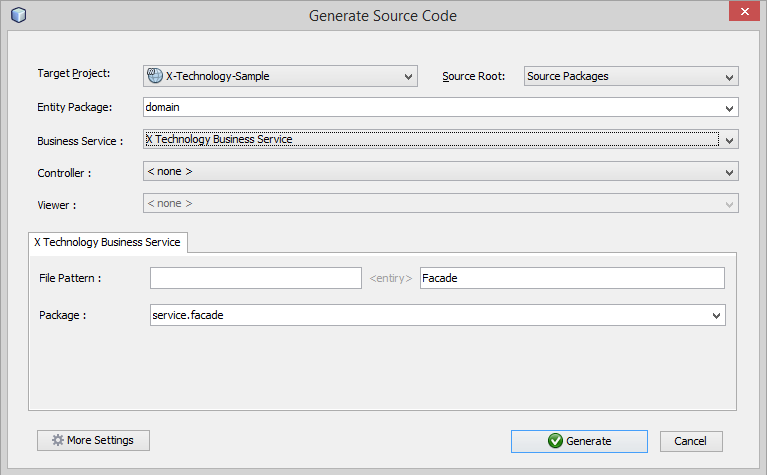 Generate Source Code
Target Project: X-Technology-Sample Source Root: Source Packages
Entity Package: domain
Business Service : X Technology Business Service
Controller : < none >
Viewer : < none >
X Technology Business Service
File Pattern : <entiry> Facade
Package : service.facade
More Settings Generate Cancel